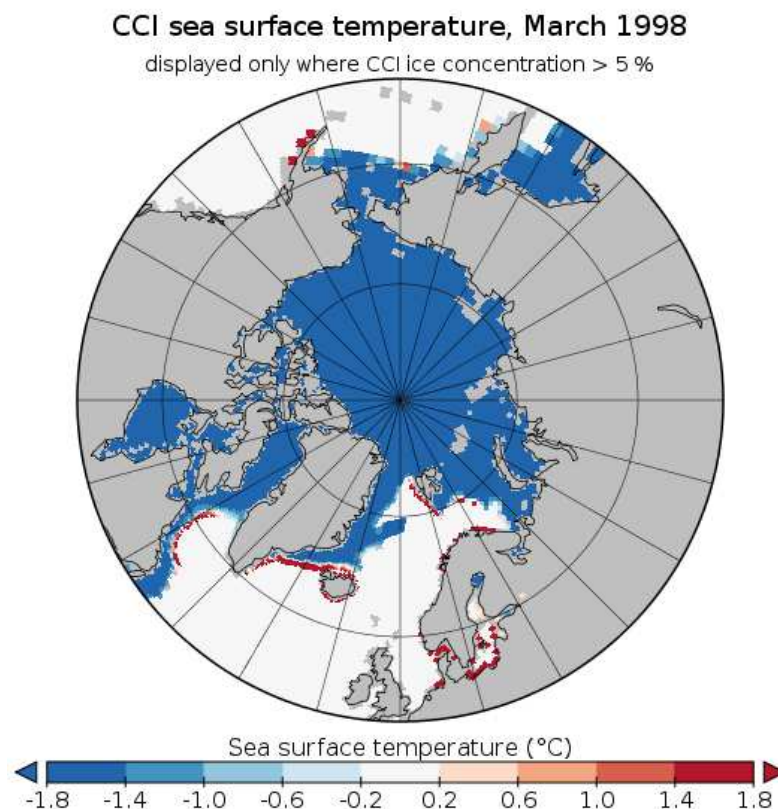 CCI sea surface temperature, March 1998
displayed only where CCI ice concentration > 5 %
Sea surface temperature (°C)
-1.8 -1.4 -1.0 -0.6 -0.2 0.2 0.6 1.0 1.4 1.8